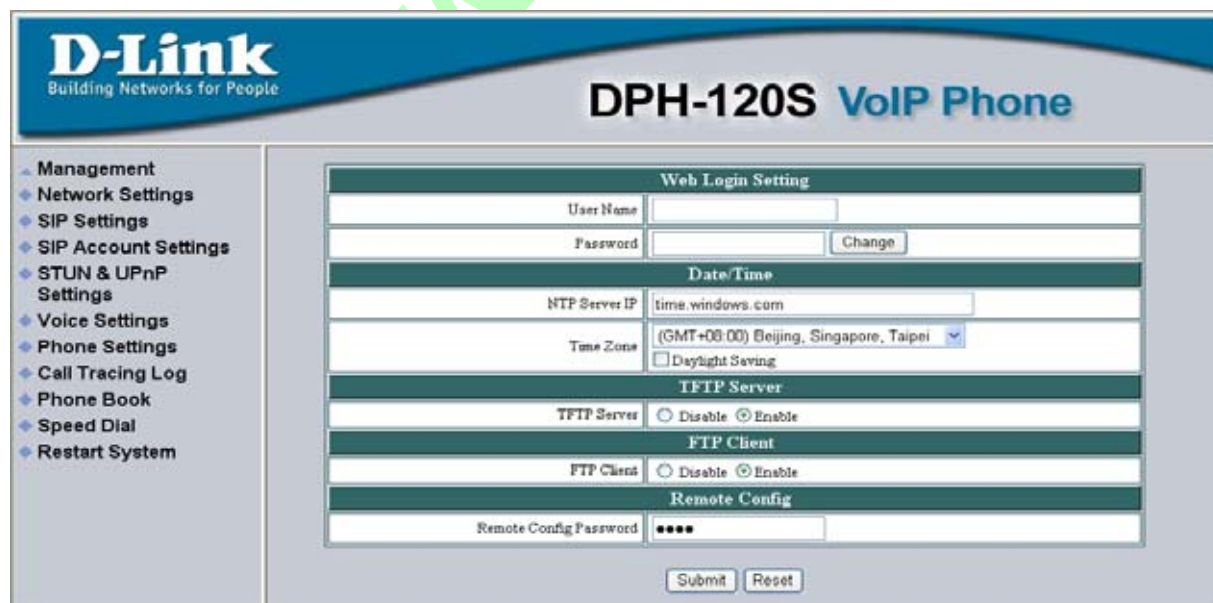 D-Link
Building Networks for People
DPH-120S VoIP Phone
Management
Network Settings
SIP Settings
SIP Account Settings
STUN & UPnP
Settings
Voice Settings
Phone Settings
Call Tracing Log
Phone Book
Speed Dial
Restart System
Web Login Setting
User Name
Password Change
Date/Time
NTP Server IP time.windows.com
Time Zone (GMT+08:00) Beijing, Singapore, Taipei
Daylight Saving
TFTP Server
TFTP Server Disable Enable
FTP Client
FTP Client Disable Enable
Remote Config
Remote Config Password ••••
Submit Reset